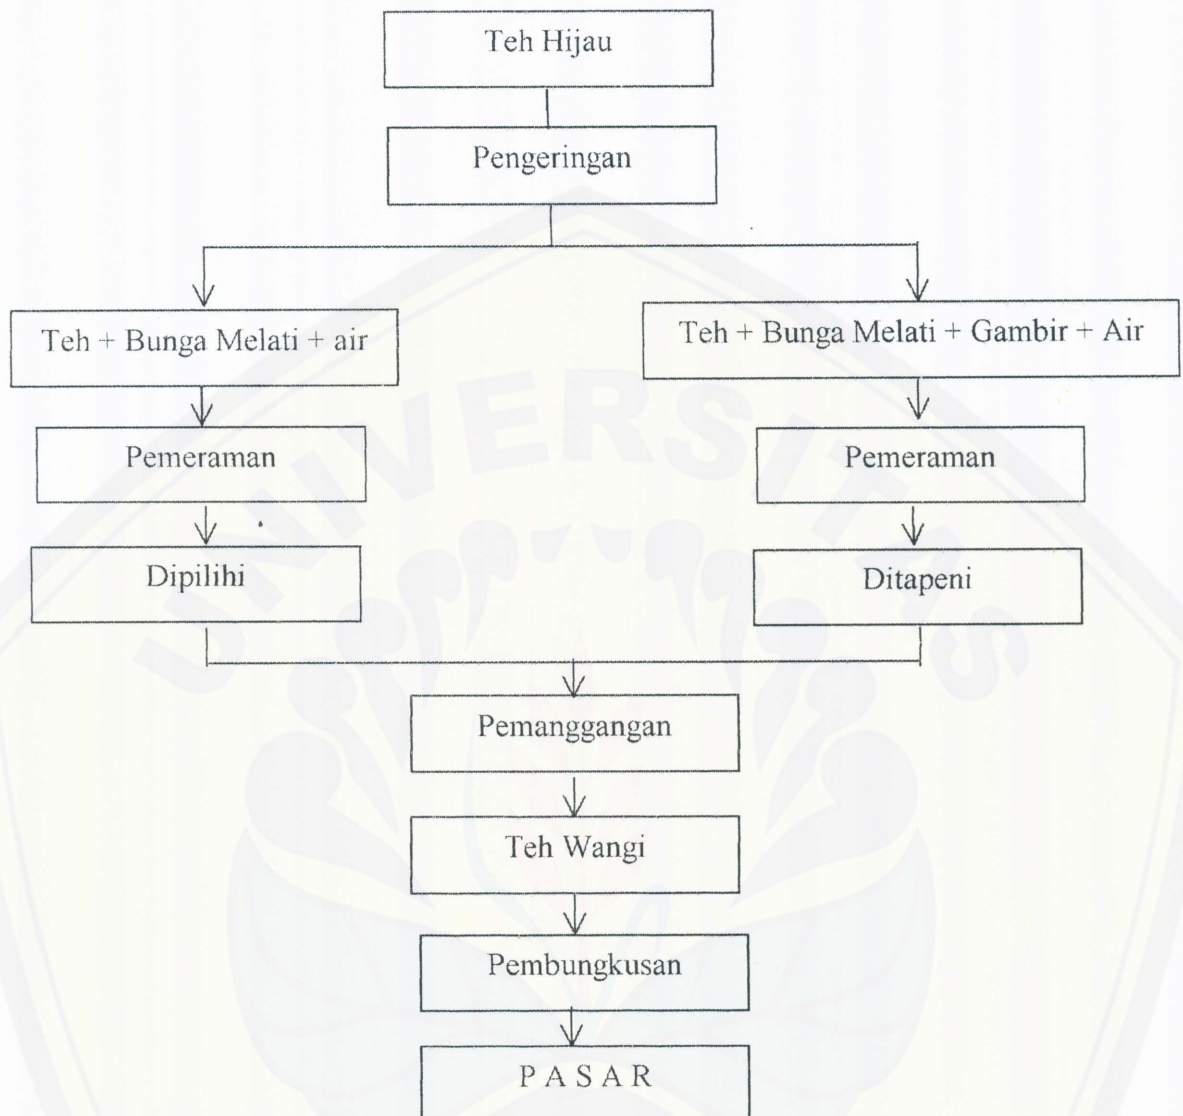 Teh Hijau
Pengeringan
Teh + Bunga Melati + air
Teh + Bunga Melati + Gambir + Air
Pemeraman
Pemeraman
Dipilihi
Ditapeni
Pemanggangan
Teh Wangi
Pembungkusan
P A S A R
UNIVERSITAS